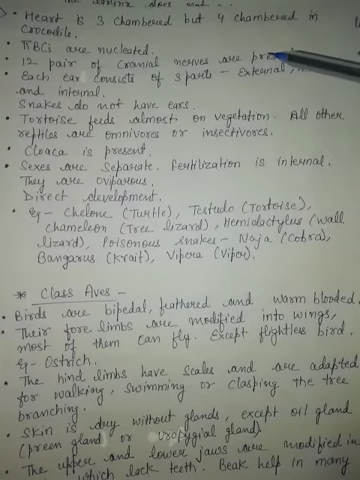 • Heart is 3 chambered but 4 chambered in
Crocodile.
• RBCs are nucleated.
• 12 pair of Cranial nerves are
• Each ear consists of 3 parts - External,
and internal.
Snakes do not have ears.
• Tortoise feeds almost on vegetation. All other
reptiles are omnivores or insectivores.
• Cloaca is present.
• Sexes are separate. Fertilization is internal.
They are oviparous.
Direct development.
• Eg - Chelone (Turtle), Testudo (Tortoise),
Chameleon (Tree lizard), Hemidactylus (Wall
lizard), Poisonous snakes - Naja (Cobra),
Bangarus (Krait), Vipera (Viper).
* Class Aves -
• Birds are bipedal, feathered and warm blooded.
• Their fore limbs are modified into wings,
most of them can fly. Except flightless bird.
Eg - Ostrich.
• The hind limbs have scales and are adapted
for walking, swimming or clasping the tree
branching.
• Skin is dry without glands, except oil gland
(preen gland or uropygial gland)
• The upper and lower jaws are modified in
which lack teeth. Beak help in many